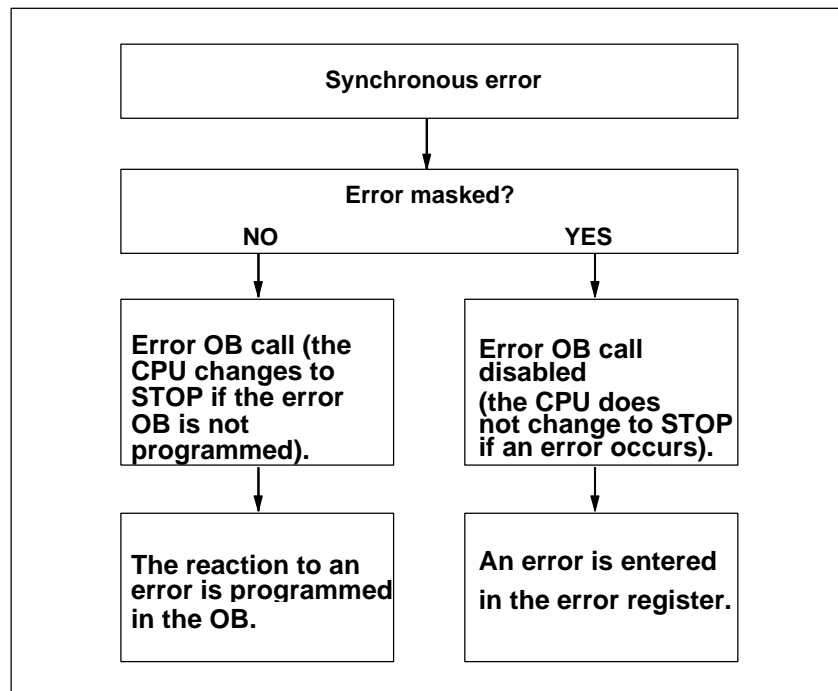 Synchronous error
Error masked?
NO YES
Error OB call (the
CPU changes to
STOP if the error
OB is not
programmed).
Error OB call
disabled
(the CPU does
not change to STOP
if an error occurs).
The reaction to an
error is programmed
in the OB.
An error is entered
in the error register.